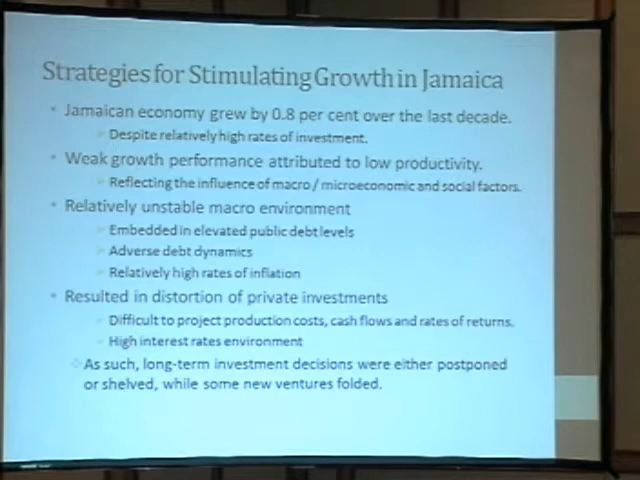 Strategies for Stimulating Growth in Jamaica
Jamaican economy grew by 0.8 per cent over the last decade.
Despite relatively high rates of investment.
Weak growth performance attributed to low productivity.
Reflecting the influence of macro / microeconomic and social factors.
Relatively unstable macro environment
Embedded in elevated public debt levels
Adverse debt dynamics
Relatively high rates of inflation
Resulted in distortion of private investments
Difficult to project production costs, cash flows and rates of returns.
High interest rates environment
As such, long-term investment decisions were either postponed
or shelved, while some new ventures folded.